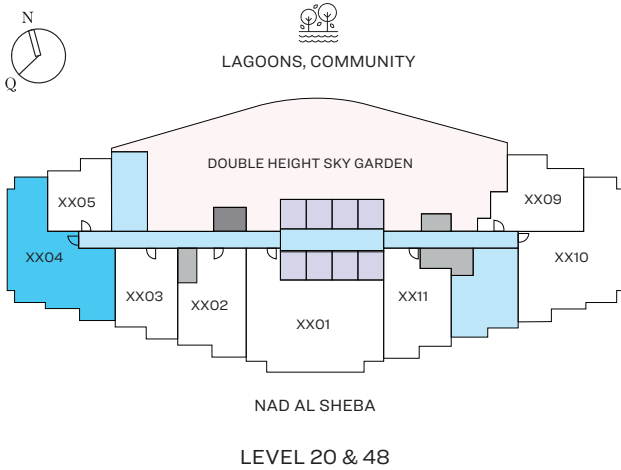 N
Q
LAGOONS, COMMUNITY
DOUBLE HEIGHT SKY GARDEN
XX05
XX09
XX04
XX10
XX03
XX02
XX01
XX11
NAD AL SHEBA
LEVEL 20 & 48